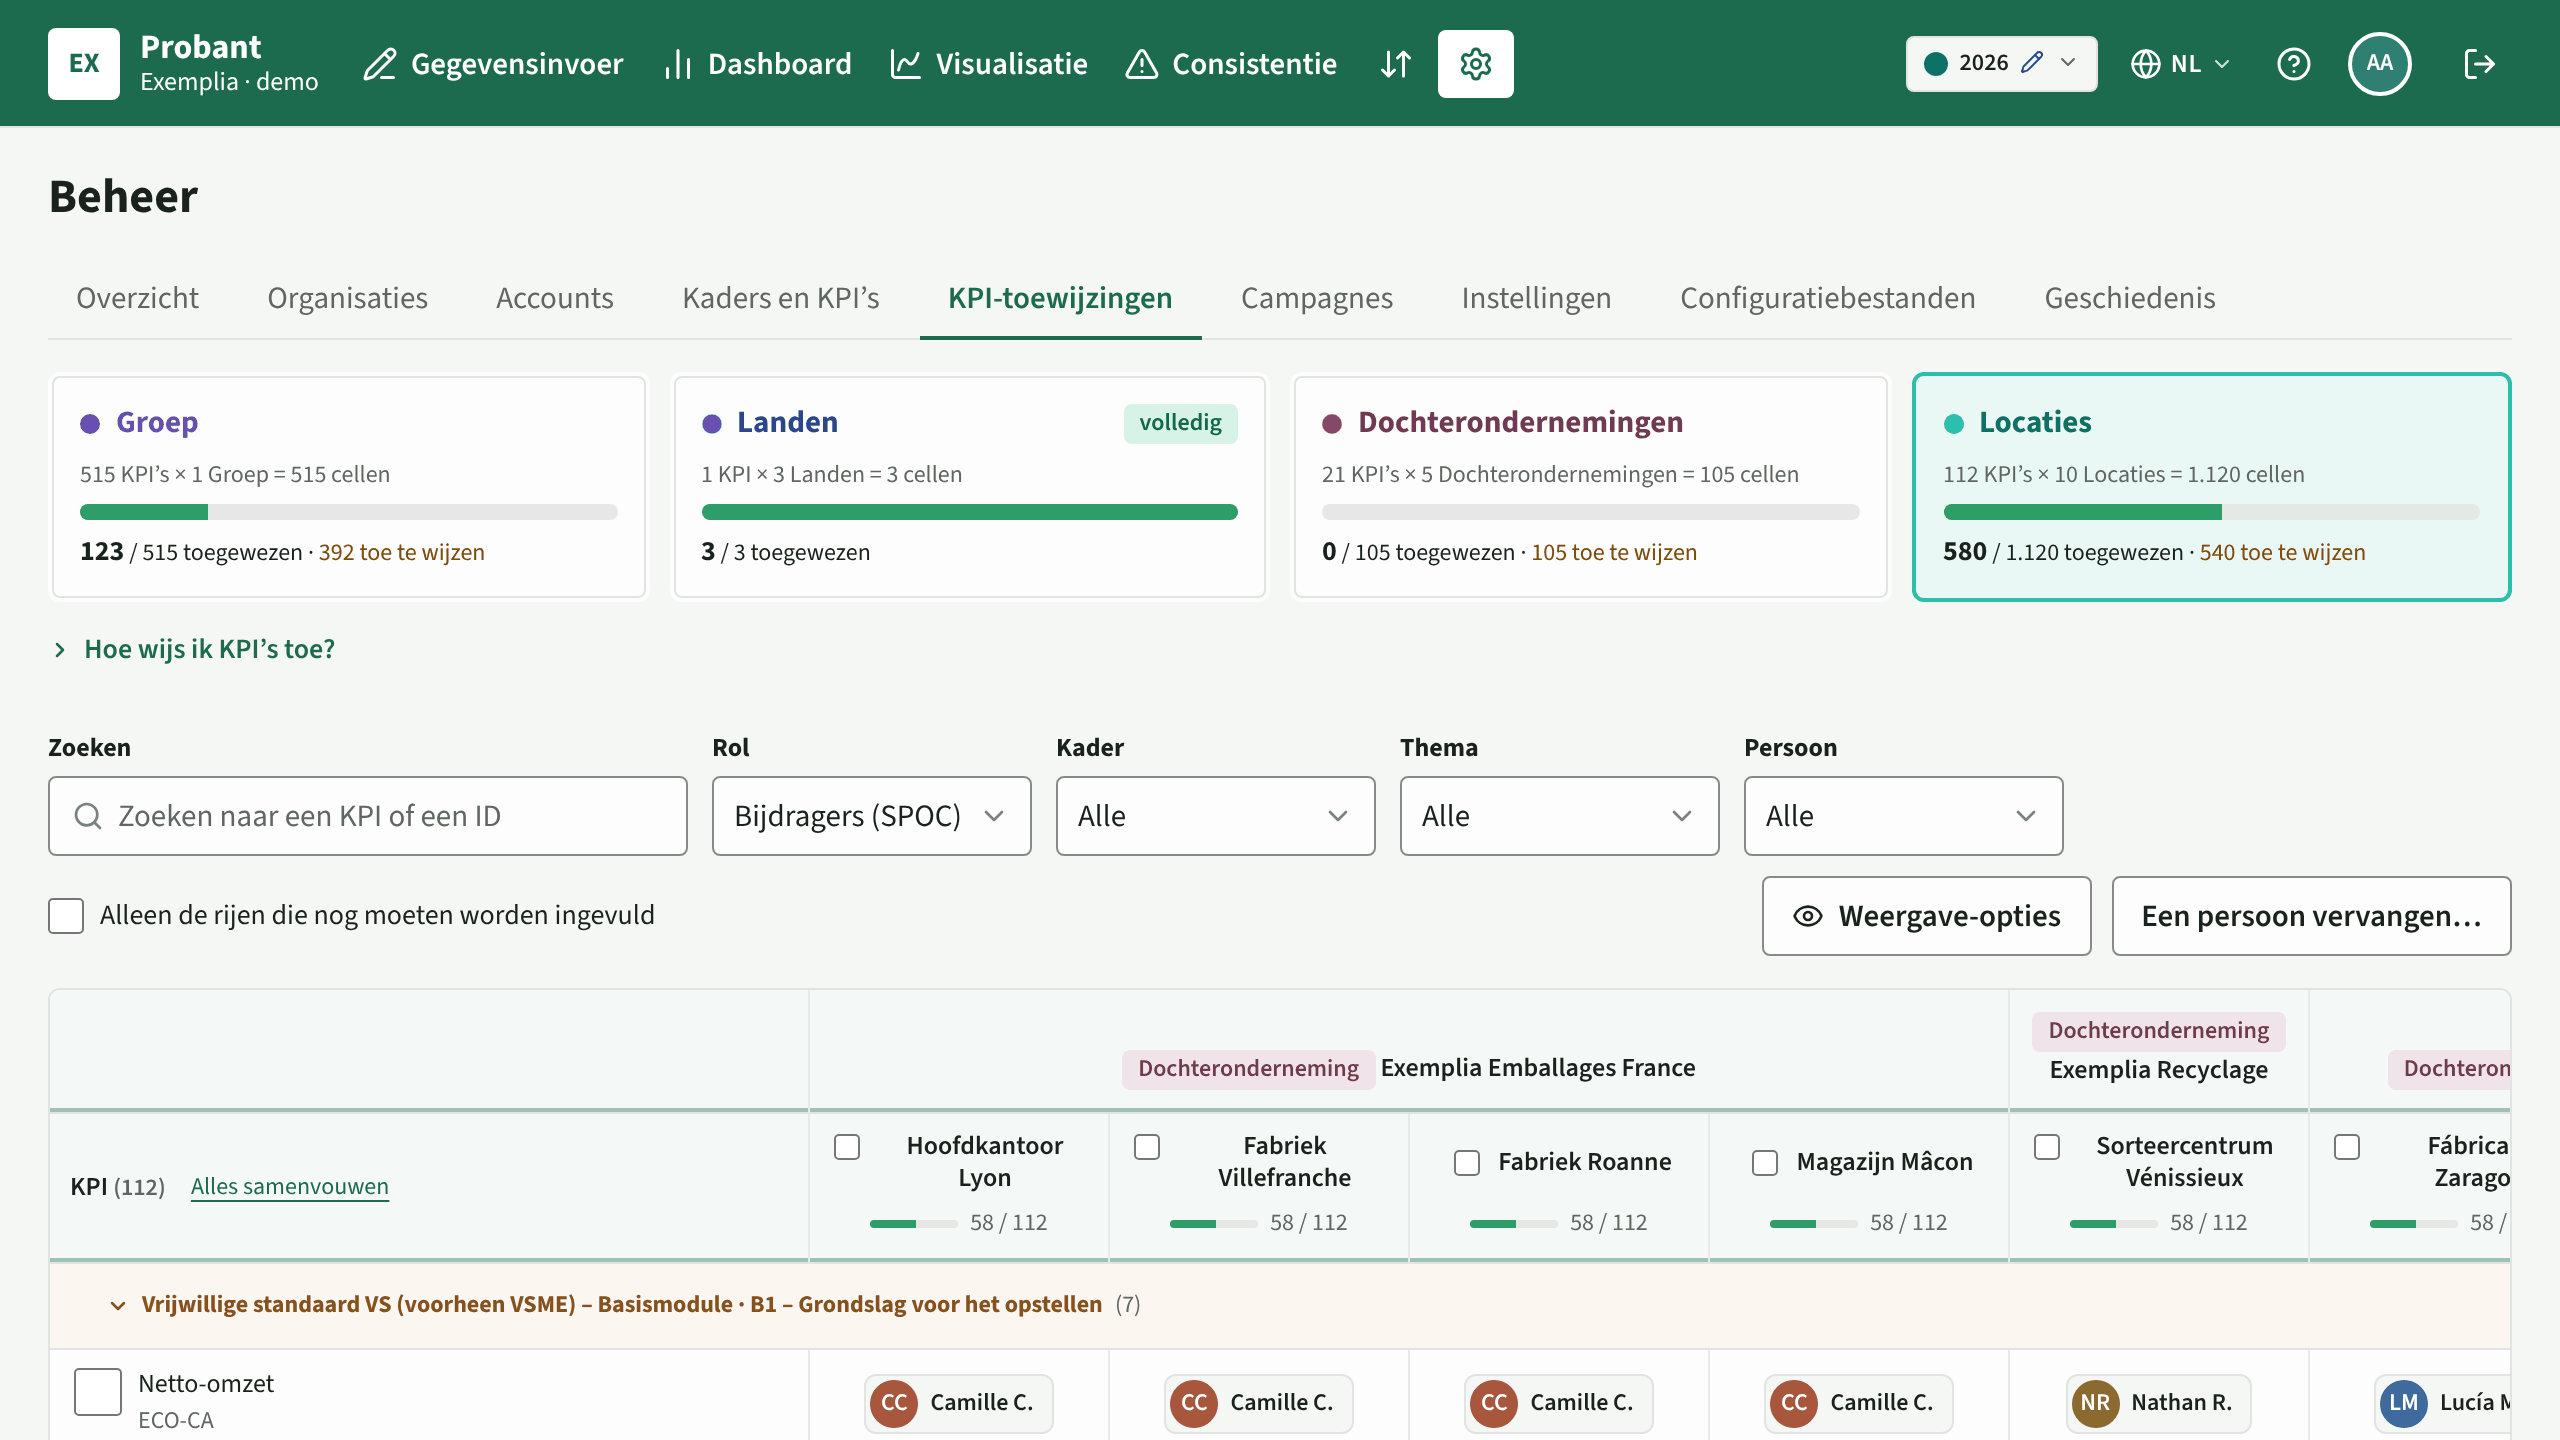 EX
Probant
Exemplia · demo
Gegevensinvoer
Dashboard
Visualisatie
Consistentie
2026
NL
AA
Beheer
Overzicht
Organisaties
Accounts
Kaders en KPI’s
KPI-toewijzingen
Campagnes
Instellingen
Configuratiebestanden
Geschiedenis
Groep
515 KPI’s × 1 Groep = 515 cellen
123 / 515 toegewezen · 392 toe te wijzen
Landen
volledig
1 KPI × 3 Landen = 3 cellen
3 / 3 toegewezen
Dochterondernemingen
21 KPI’s × 5 Dochterondernemingen = 105 cellen
0 / 105 toegewezen · 105 toe te wijzen
Locaties
112 KPI’s × 10 Locaties = 1.120 cellen
580 / 1.120 toegewezen · 540 toe te wijzen
Hoe wijs ik KPI’s toe?
Zoeken
Zoeken naar een KPI of een ID
Rol
Bijdragers (SPOC)
Kader
Alle
Thema
Alle
Persoon
Alle
Alleen de rijen die nog moeten worden ingevuld
Weergave-opties
Een persoon vervangen…
Dochteronderneming Exemplia Emballages France
Dochteronderneming
Exemplia Recyclage
Dochteron
KPI (112)
Alles samenvouwen
Hoofdkantoor
Lyon
58 / 112
Fabriek
Villefranche
58 / 112
Fabriek Roanne
58 / 112
Magazijn Mâcon
58 / 112
Sorteercentrum
Vénissieux
58 / 112
Fábrica
Zarago
58 /
Vrijwillige standaard VS (voorheen VSME) – Basismodule · B1 – Grondslag voor het opstellen (7)
Netto-omzet
ECO-CA
CC Camille C.
CC Camille C.
CC Camille C.
CC Camille C.
NR Nathan R.
LM Lucía M